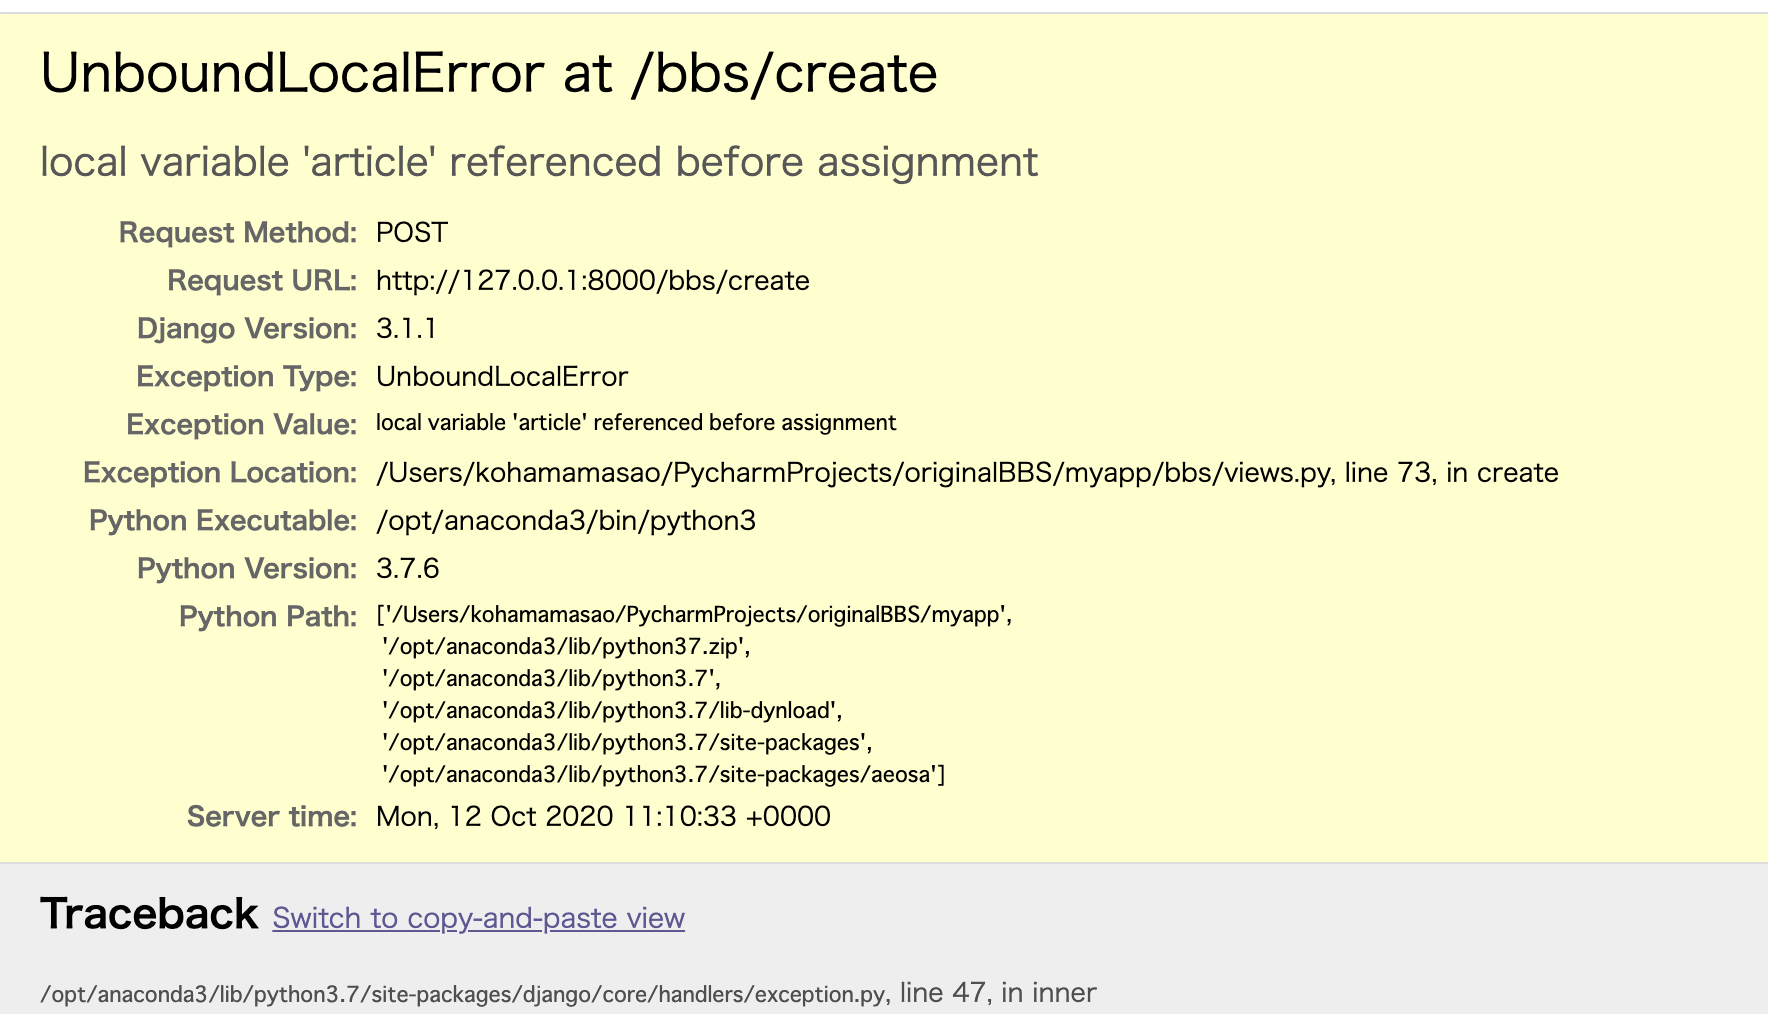 UnboundLocalError at /bbs/create
local variable 'article' referenced before assignment
Request Method: POST
Request URL: http://127.0.0.1:8000/bbs/create
Django Version: 3.1.1
Exception Type: UnboundLocalError
Exception Value: local variable 'article' referenced before assignment
Exception Location: /Users/kohamamasao/PycharmProjects/originalBBS/myapp/bbs/views.py, line 73, in create
Python Executable: /opt/anaconda3/bin/python3
Python Version: 3.7.6
Python Path: ['/Users/kohamamasao/PycharmProjects/originalBBS/myapp',
'/opt/anaconda3/lib/python37.zip',
'/opt/anaconda3/lib/python3.7',
'/opt/anaconda3/lib/python3.7/lib-dynload',
'/opt/anaconda3/lib/python3.7/site-packages',
'/opt/anaconda3/lib/python3.7/site-packages/aeosa']
Server time: Mon, 12 Oct 2020 11:10:33 +0000
Traceback Switch to copy-and-paste view
/opt/anaconda3/lib/python3.7/site-packages/django/core/handlers/exception.py, line 47, in inner